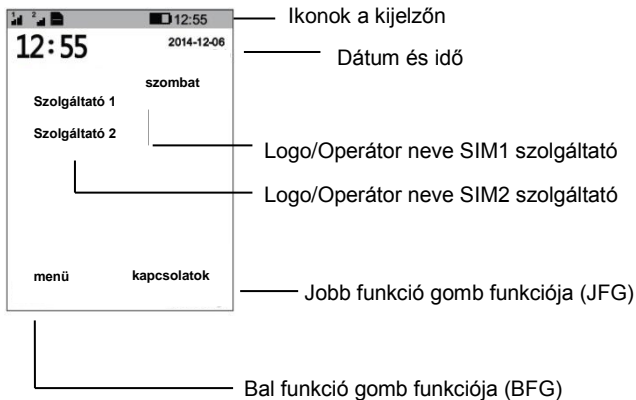 1 2 12:55
Ikonok a kijelzőn
12:55
2014-12-06
Dátum és idő
szombat
Szolgáltató 1
Szolgáltató 2
Logo/Operátor neve SIM1 szolgáltató
Logo/Operátor neve SIM2 szolgáltató
menü
kapcsolatok
Jobb funkció gomb funkciója (JFG)
Bal funkció gomb funkciója (BFG)